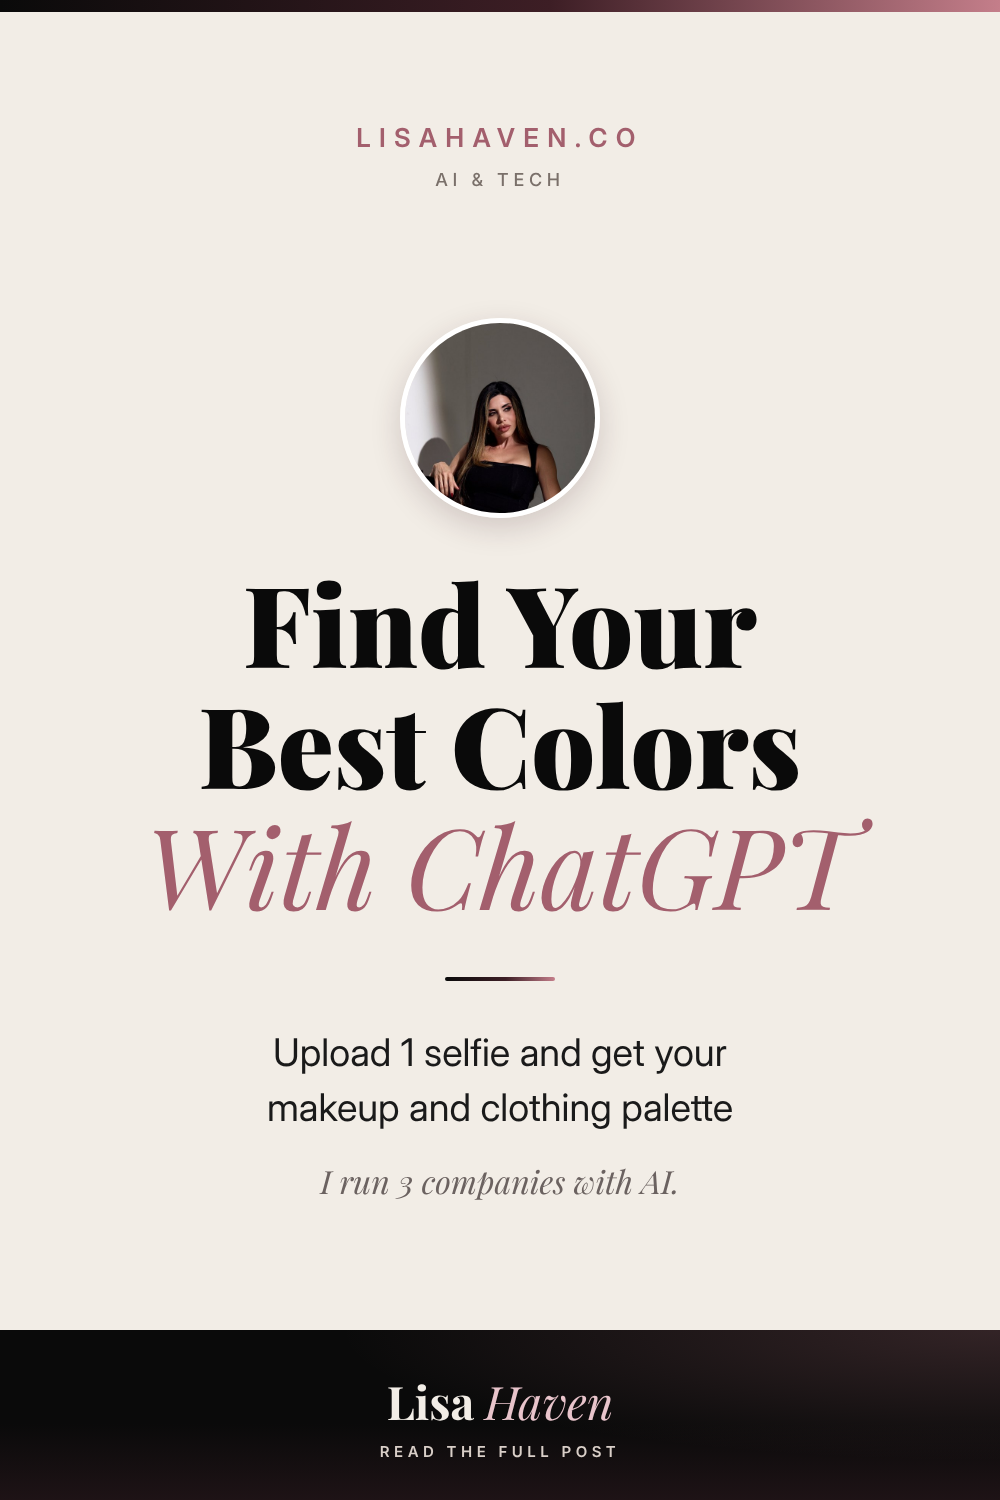 LISAHAVEN.CO
AI & TECH
Find Your
Best Colors
With ChatGPT
Upload 1 selfie and get your
makeup and clothing palette
I run 3 companies with AI.
Lisa Haven
READ THE FULL POST